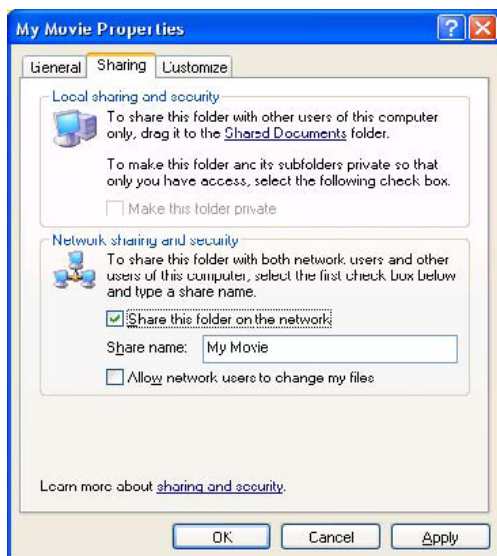 My Movie Properties
General Sharing Customize
Local sharing and security
To share this folder with other users of this computer
only, drag it to the Shared Documents folder.
To make this folder and its subfolders private so that
only you have access, select the following check box.
Make this folder private
Network sharing and security
To share this folder with both network users and other
users of this computer, select the first check box below
and type a share name.
Share this folder on the network
Share name: My Movie
Allow network users to change my files
Learn more about sharing and security.
OK Cancel Apply